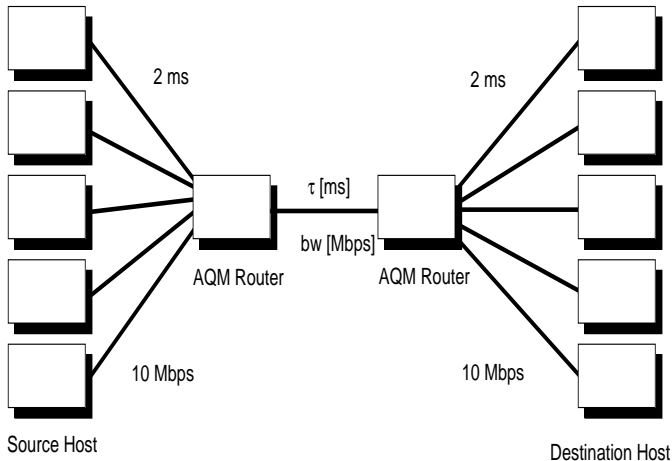 2 ms
2 ms
τ [ms]
bw [Mbps]
AQM Router
AQM Router
10 Mbps
10 Mbps
Source Host
Destination Host